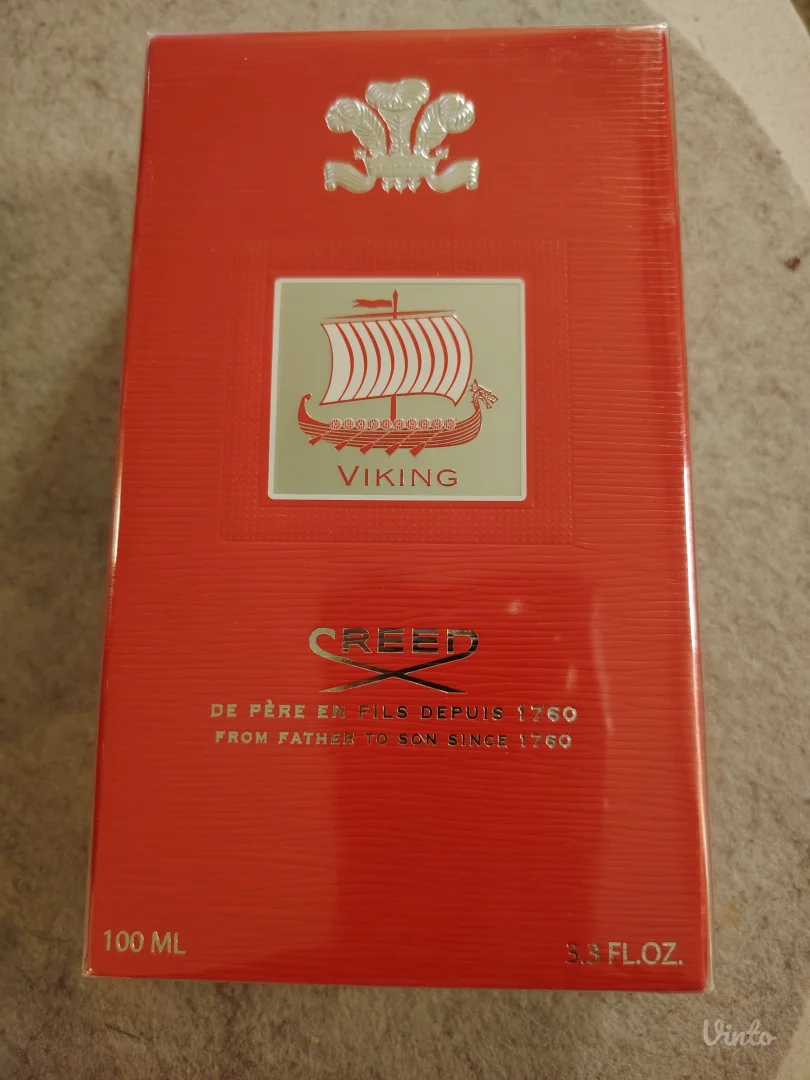 VIKING
CREED
DE PÈRE EN FILS DEPUIS 1760
FROM FATHER TO SON SINCE 1760
100 ML
3.3 FL.OZ.
Vinto